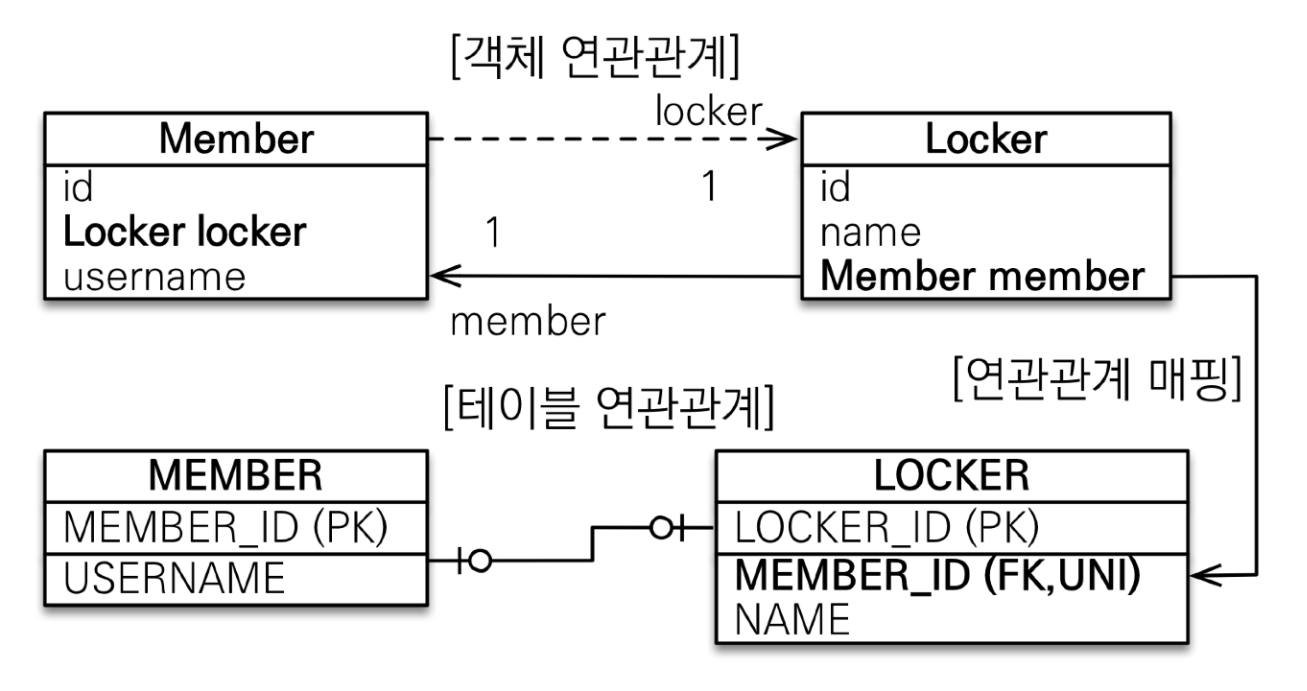 [객체 연관관계]
locker
Member
id
Locker locker
username
1
1
member
Locker
id
name
Member member
[연관관계 매핑]
[테이블 연관관계]
MEMBER
MEMBER_ID (PK)
USERNAME
LOCKER
LOCKER_ID (PK)
MEMBER_ID (FK,UNI)
NAME